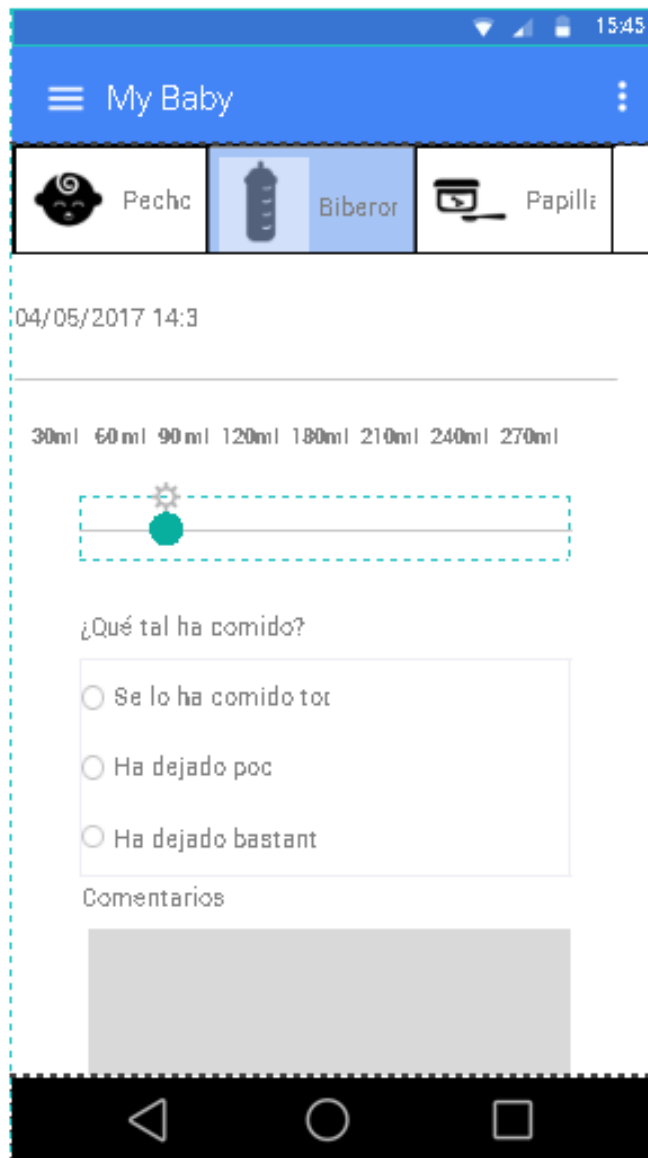 15:45
My Baby
Pecho
Biberor
Papilla
04/05/2017 14:3
30ml 60ml 90ml 120ml 180ml 210ml 240ml 270ml
¿Qué tal ha comido?
Se lo ha comido tor
Ha dejado poc
Ha dejado bastant
Comentarios